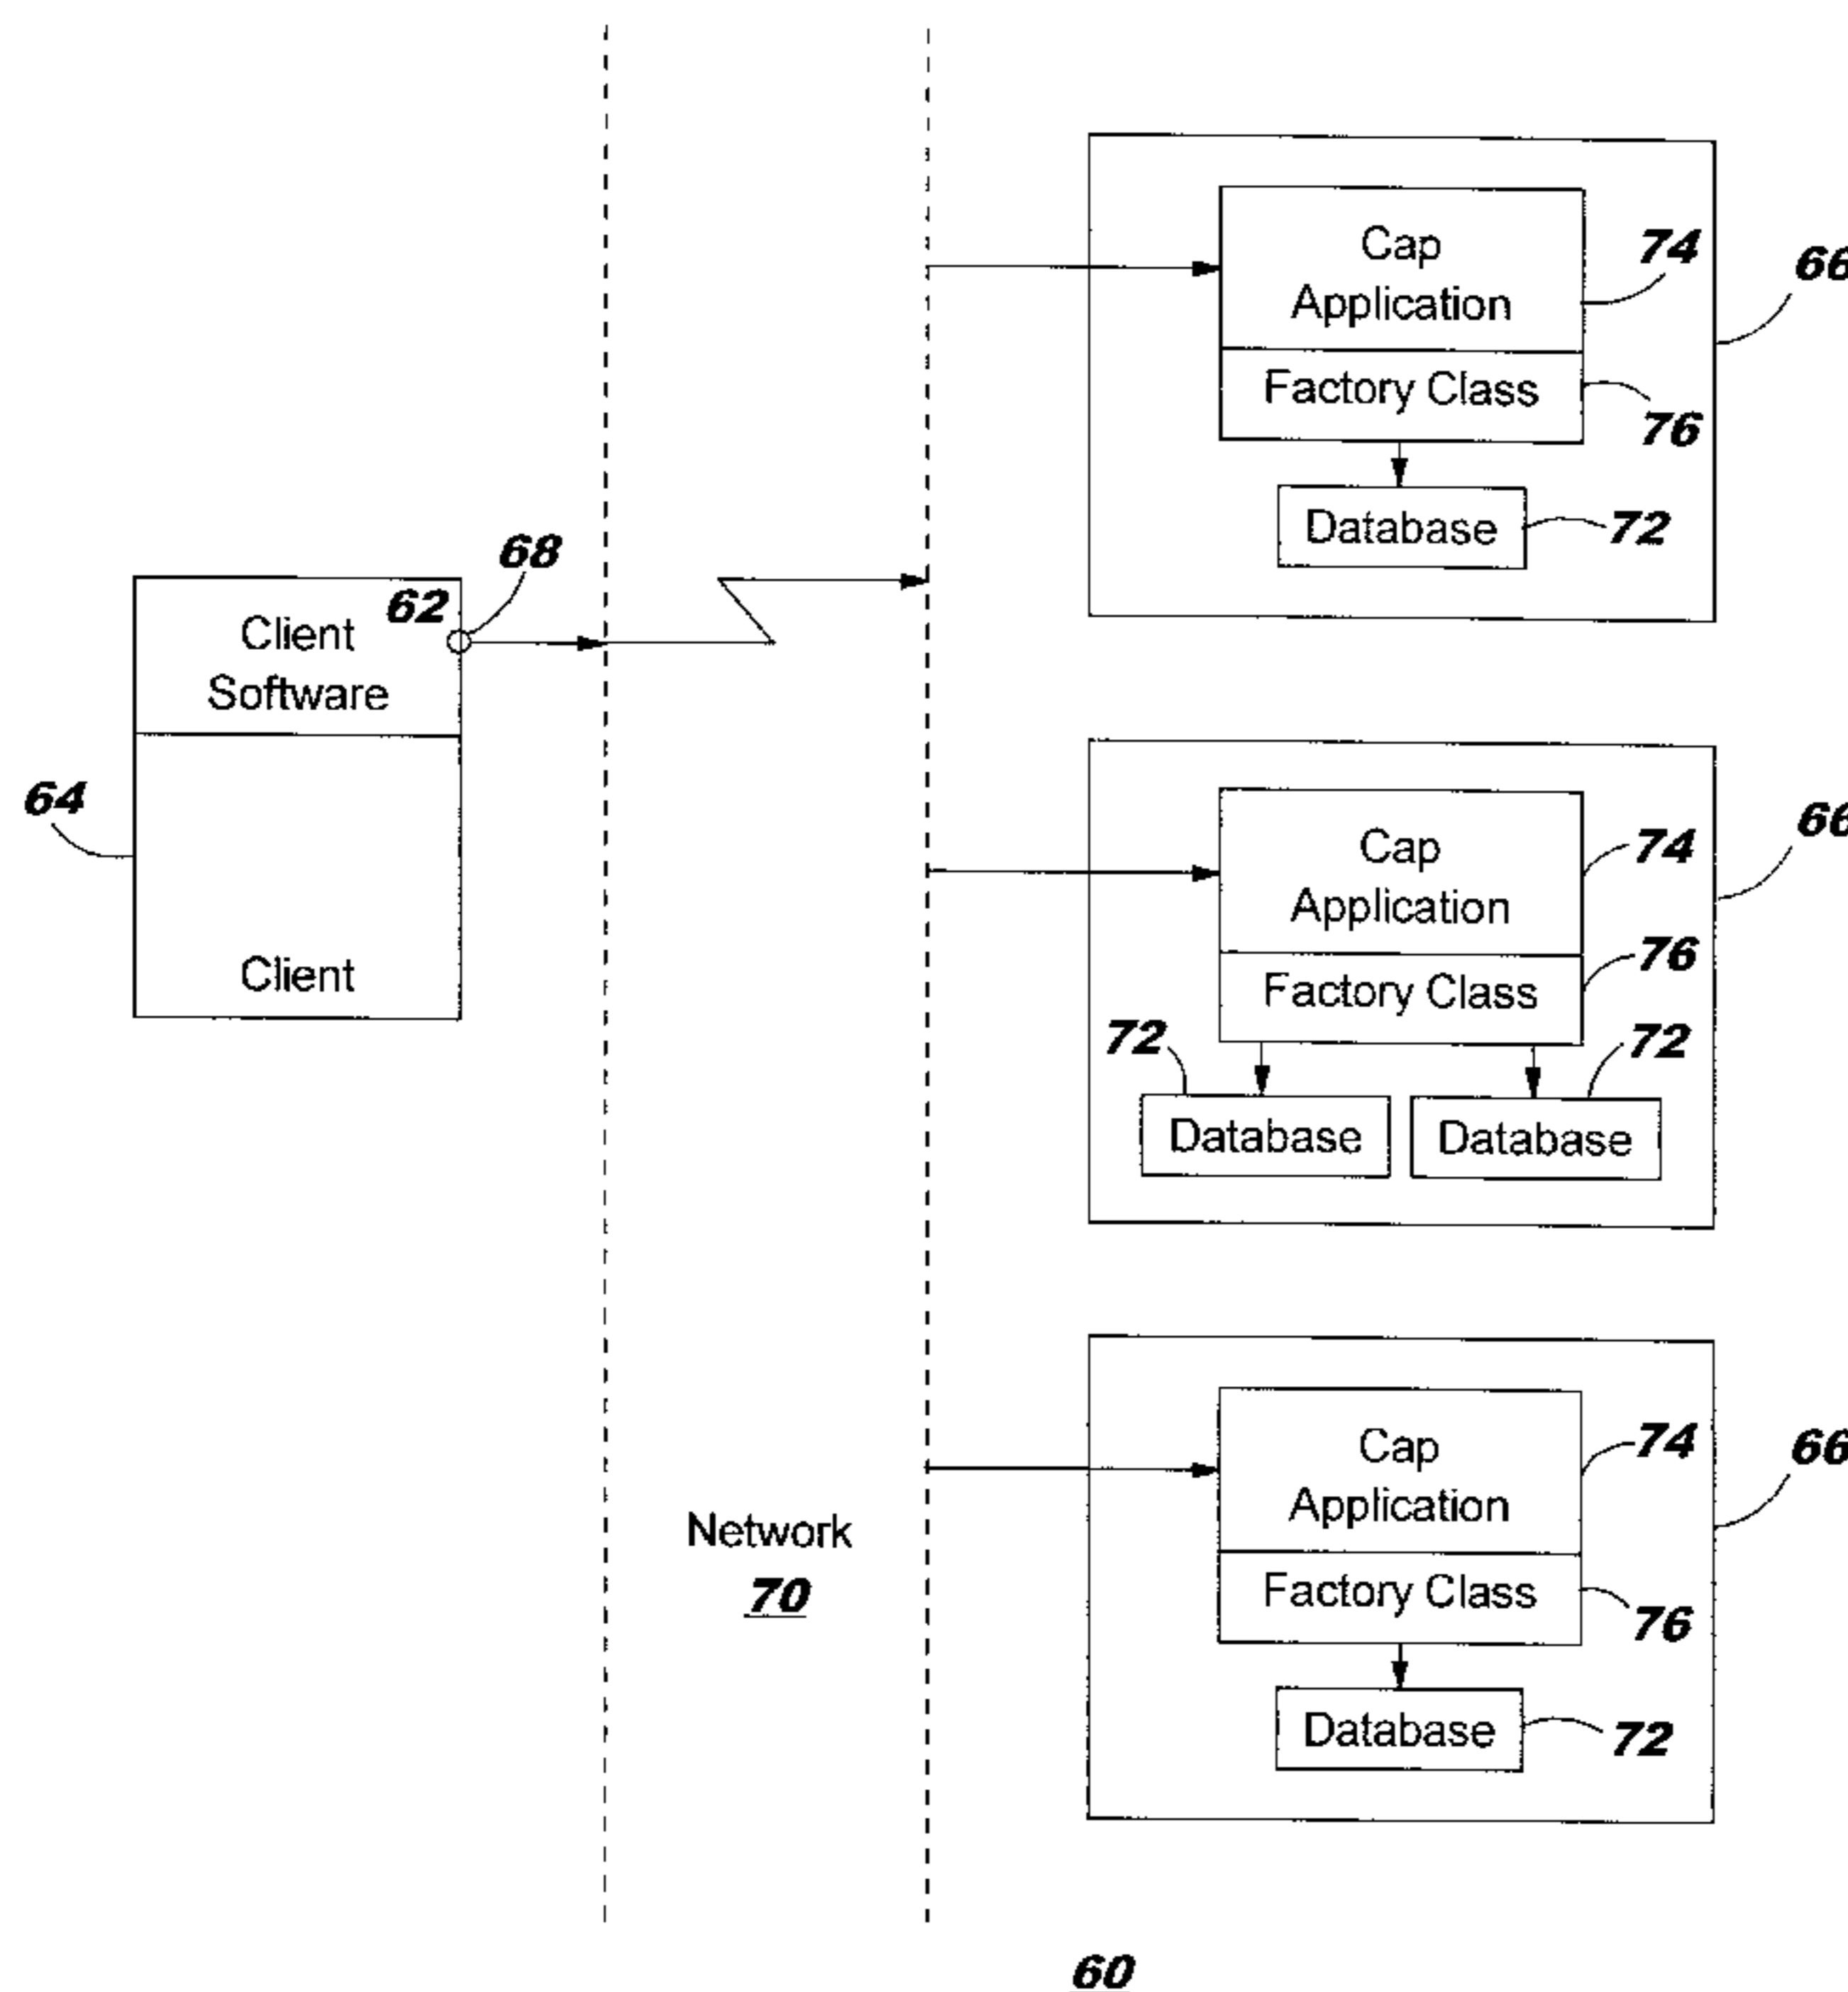 Cap
Application
74
66
Factory Class
76
Database
72
68
62
Client
Software
64
Client
Cap
Application
74
66
Factory Class
76
72
72
Database
Database
Cap
Application
74
66
Network
70
Factory Class
76
Database
72
60